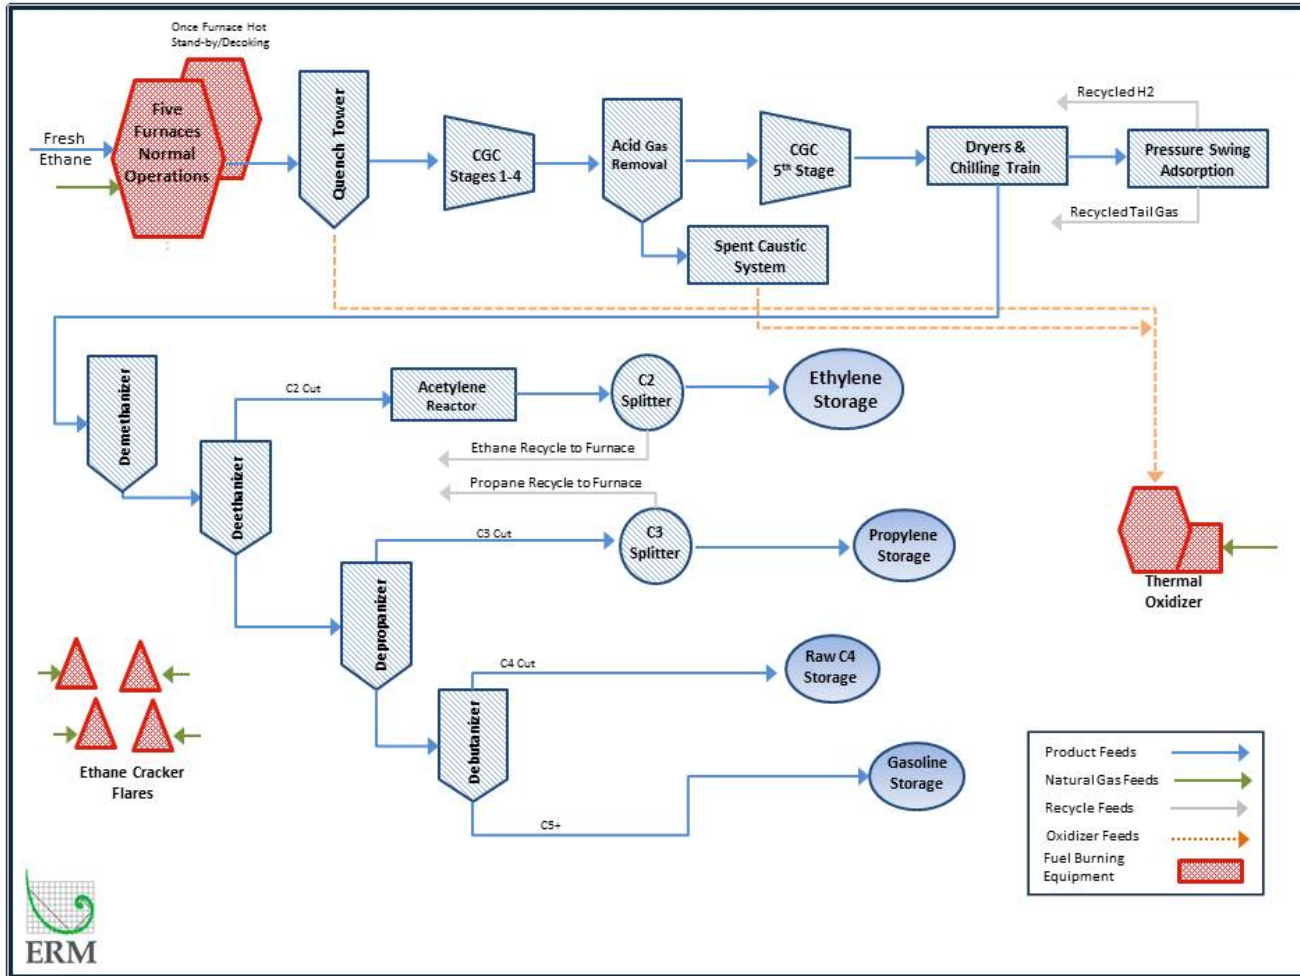 Once Furnace Hot
Stand-by/Decoking
Five
Furnaces
Normal
Operations
Fresh
Ethane
Quench Tower
CGC
Stages 1-4
Acid Gas
Removal
CGC
5th Stage
Dryers &
Chilling Train
Recycled H2
Pressure Swing
Adsorption
Recycled Tail Gas
Spent Caustic
System
Demethanizer
Deethanizer
C2 Cut
Acetylene
Reactor
C2
Splitter
Ethylene
Storage
Ethane Recycle to Furnace
Propane Recycle to Furnace
C3 Cut
C3
Splitter
Propylene
Storage
Thermal
Oxidizer
Depropanizer
C4 Cut
Raw C4
Storage
Debutanizer
Gasoline
Storage
C5+
Ethane Cracker
Flares
Product Feeds
Natural Gas Feeds
Recycle Feeds
Oxidizer Feeds
Fuel Burning
Equipment
ERM